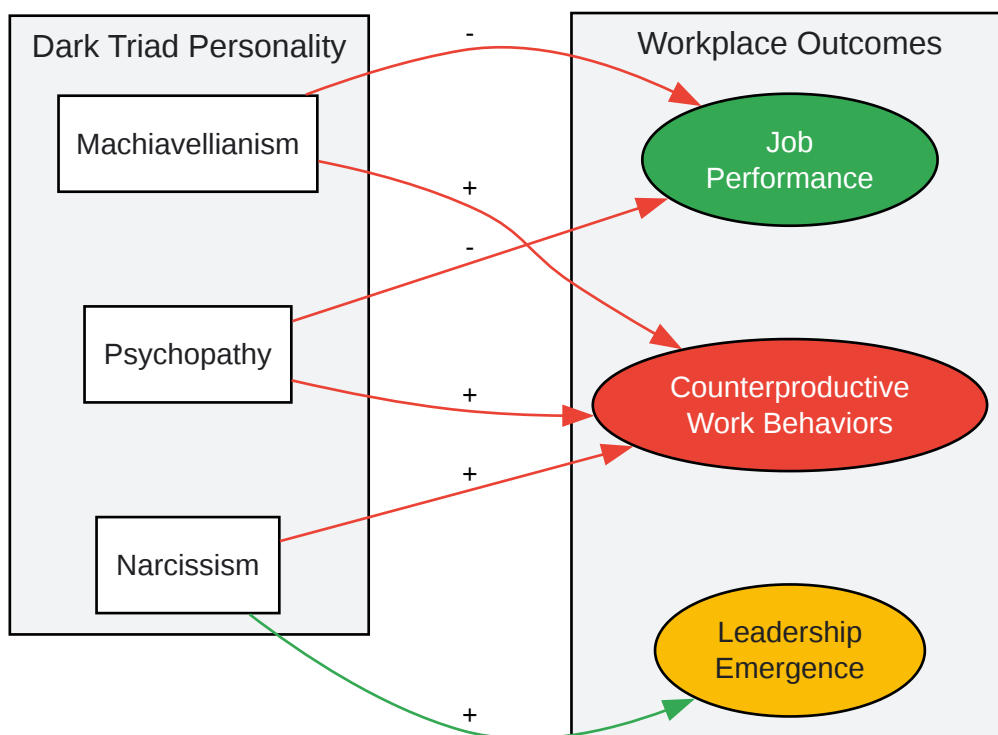 Dark Triad Personality
Workplace Outcomes
Machiavellianism
Psychopathy
Narcissism
-
+
-
+
+
+
Job
Performance
Counterproductive
Work Behaviors
Leadership
Emergence